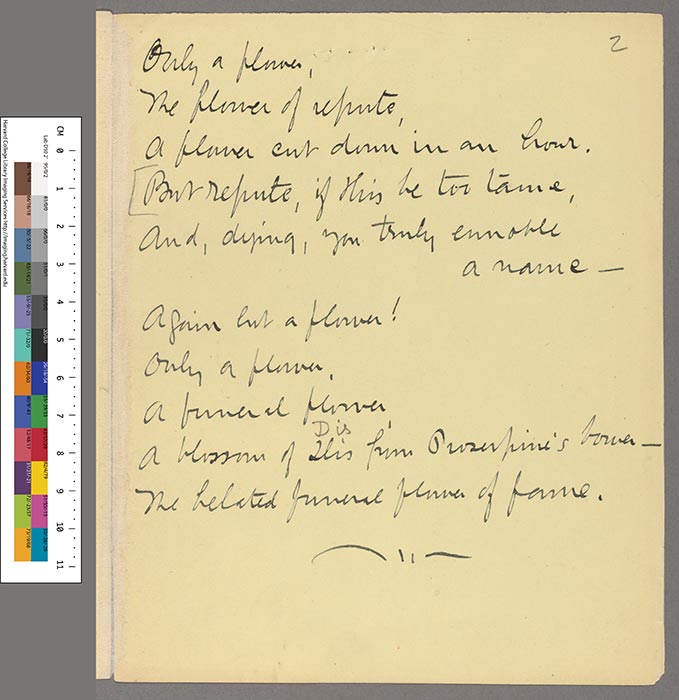 2
Only a flower,
The flower of repute,
A flower cut down in an hour.
[But repute, if this be too tame,
And, dying, you truly ennoble
a name —
Again but a flower!
Only a flower,
A funeral flower,
Dis
A blossom of Dis from Proserpine's bower —
The belated funeral flower of fame.
CM 0 1 2 3 4 5 6 7 8 9 10 11
Harvard College Library Imaging Services http://imaging.harvard.edu